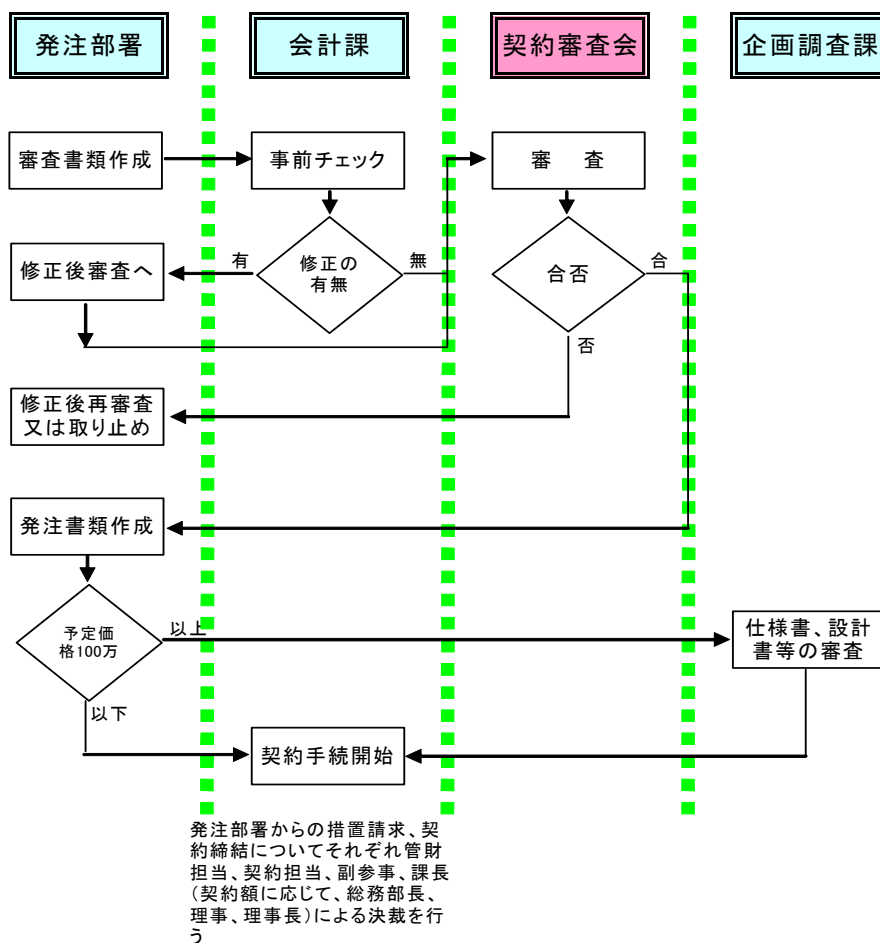 発注部署
会計課
契約審査会
企画調査課
審査書類作成
事前チェック
審　査
修正後審査へ
有
修正の
有無
無
合否
合
否
修正後再審査
又は取り止め
発注書類作成
予定価
格100万
以上
仕様書、設計
書等の審査
以下
契約手続開始
発注部署からの措置請求、契
約締結についてそれぞれ管財
担当、契約担当、副参事、課長
（契約額に応じて、総務部長、
理事、理事長）による決裁を行
う